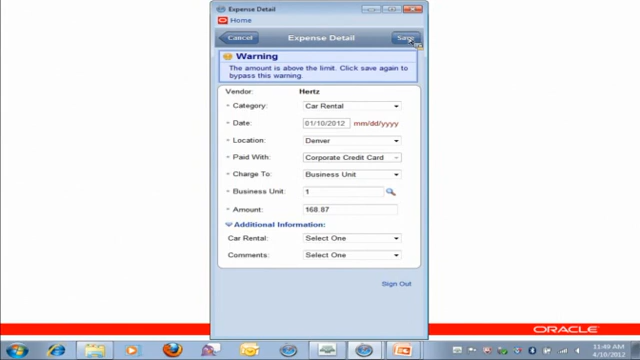 Expense Detail
Home
Cancel
Expense Detail
Save
Warning
The amount is above the limit. Click save again to
bypass this warning.
Vendor: Hertz
* Category: Car Rental
* Date: 01/10/2012 mm/dd/yyyy
* Location: Denver
* Paid With: Corporate Credit Card
* Charge To: Business Unit
* Business Unit: 1
* Amount: 168.87
Additional Information:
Car Rental: Select One
Comments: Select One
Sign Out
ORACLE
11:49 AM
4/10/2012